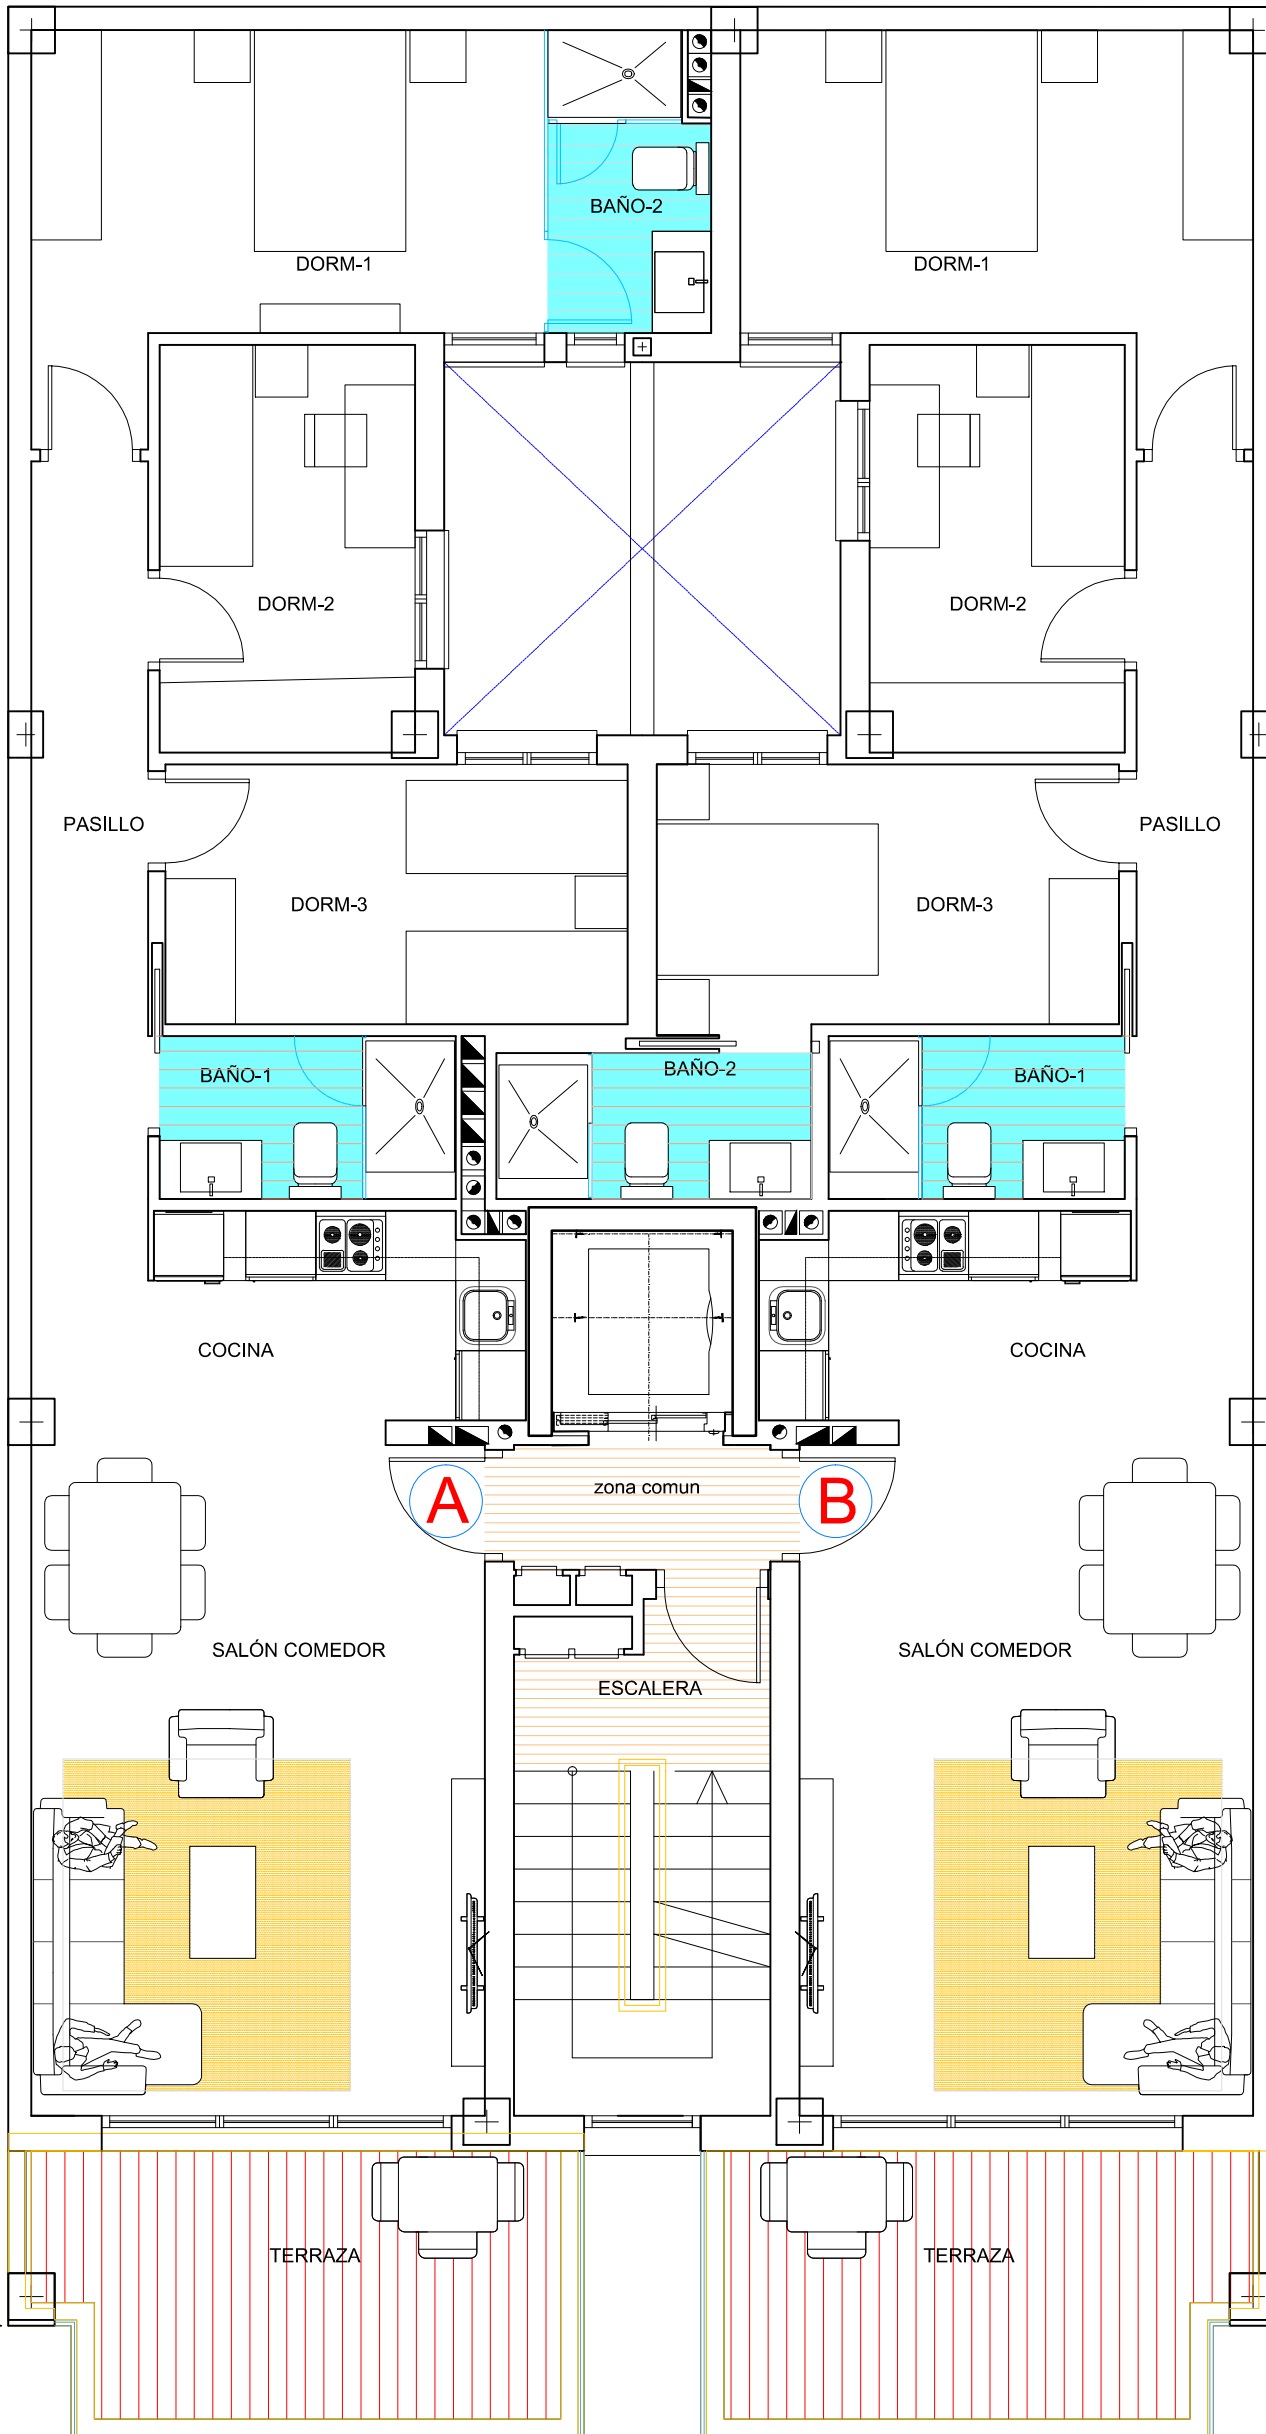 BAÑO-2
DORM-1
DORM-1
DORM-2
DORM-2
PASILLO
PASILLO
DORM-3
DORM-3
BAÑO-1
BAÑO-2
BAÑO-1
COCINA
COCINA
A
zona comun
B
SALÓN COMEDOR
SALÓN COMEDOR
ESCALERA
TERRAZA
TERRAZA